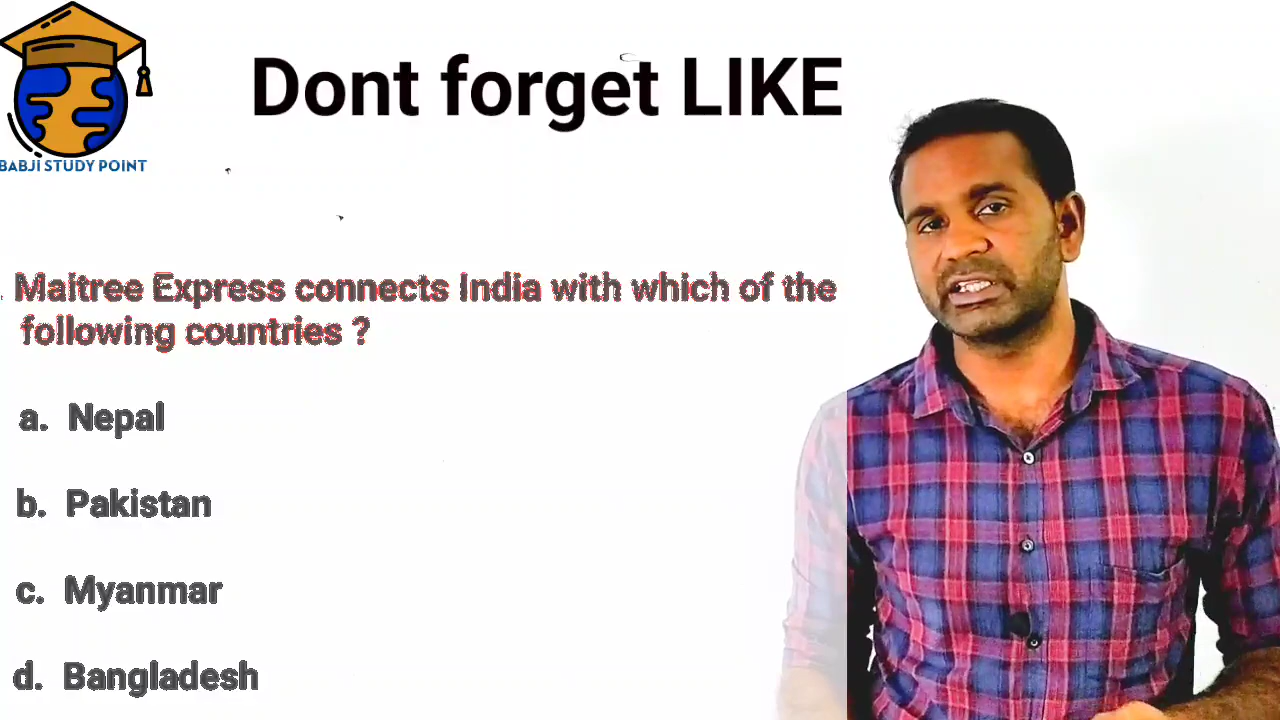 Dont forget LIKE
BABJI STUDY POINT
Maitree Express connects India with which of the
following countries ?
a. Nepal
b. Pakistan
c. Myanmar
d. Bangladesh